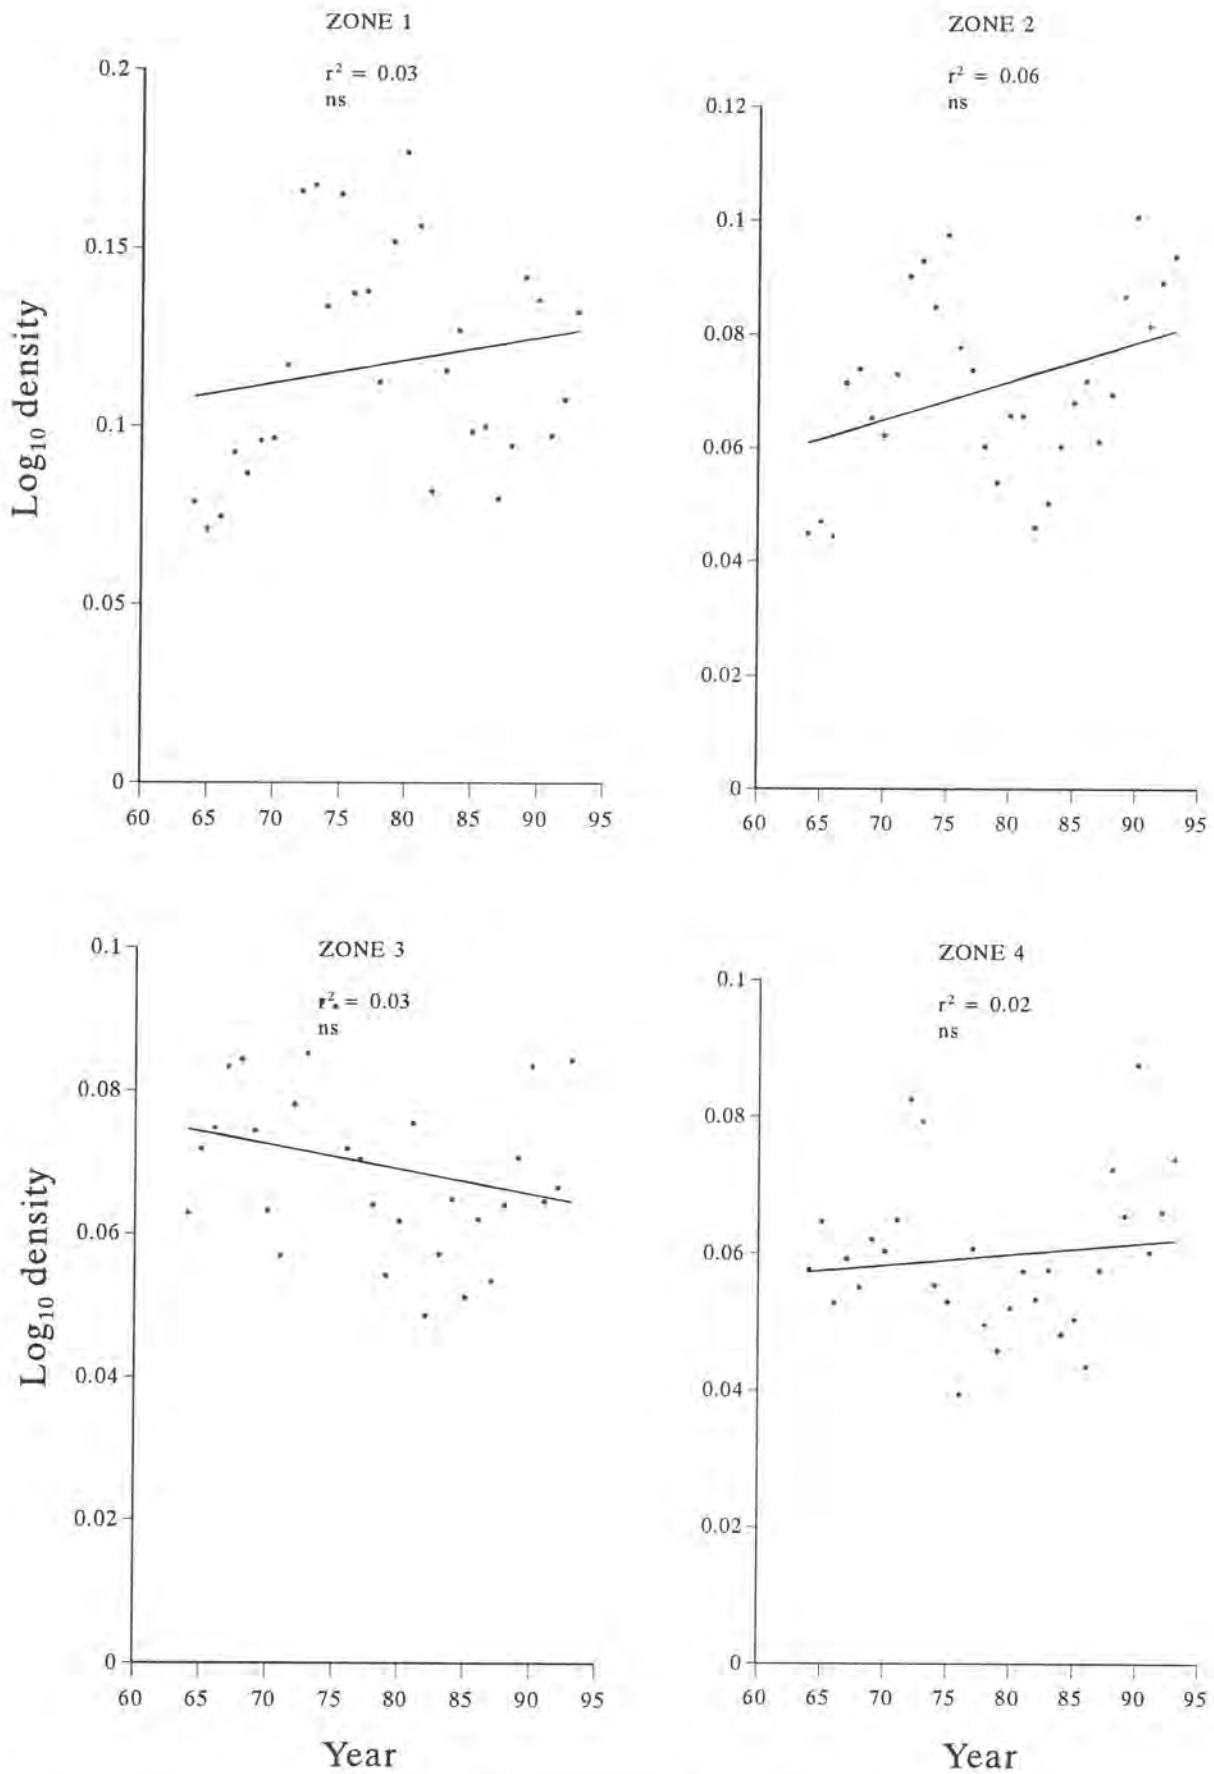 ZONE 1
r² = 0.03
ns
0.2
0.15
0.1
0.05
0
60 65 70 75 80 85 90 95
Log₁₀ density
ZONE 2
r² = 0.06
ns
0.12
0.1
0.08
0.06
0.04
0.02
0
60 65 70 75 80 85 90 95
ZONE 3
r² = 0.03
ns
0.1
0.08
0.06
0.04
0.02
0
60 65 70 75 80 85 90 95
Log₁₀ density
Year
ZONE 4
r² = 0.02
ns
0.1
0.08
0.06
0.04
0.02
0
60 65 70 75 80 85 90 95
Year